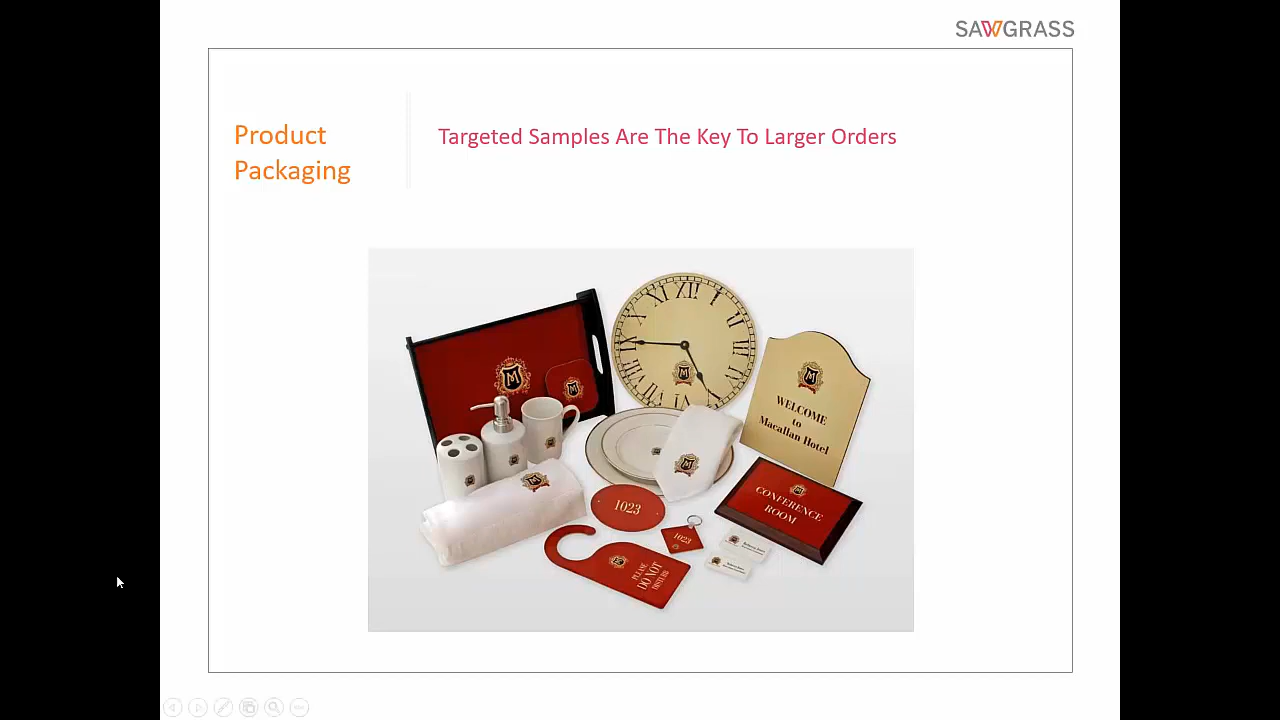 SAWGRASS
Product
Packaging
Targeted Samples Are The Key To Larger Orders
M
M
WELCOME
to
Macallan Hotel
CONFERENCE
ROOM
1023
1023
PLEASE
DO NOT
DISTURB